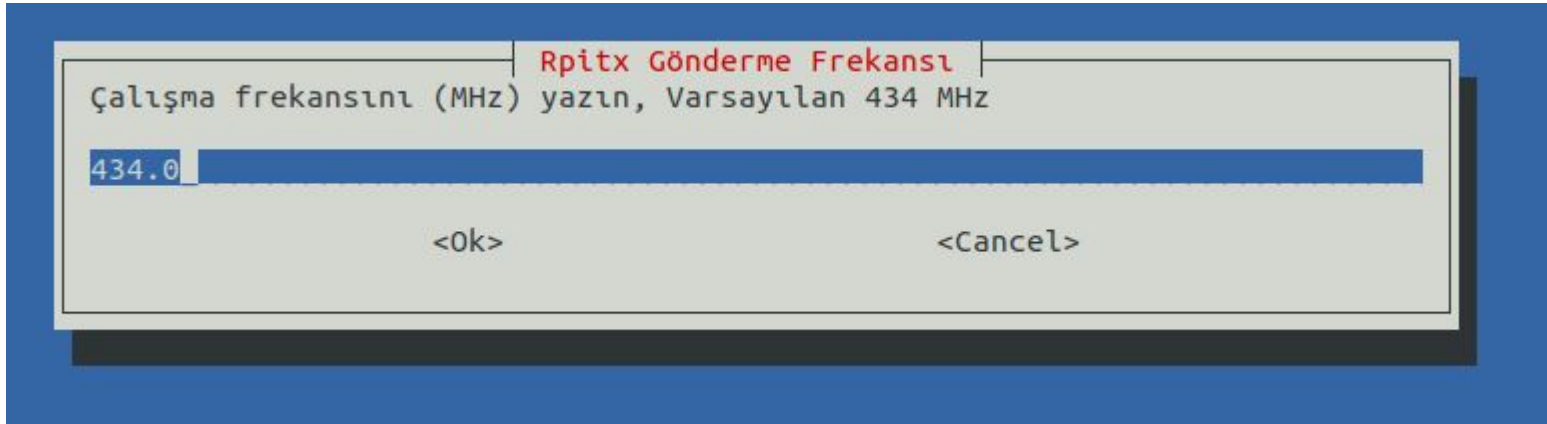 Rpitx Gönderme Frekansı
Çalışma frekansını (MHz) yazın, Varsayılan 434 MHz
434.0
<Ok> <Cancel>